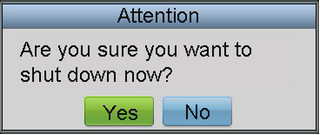 Attention
Are you sure you want to
shut down now?
Yes No